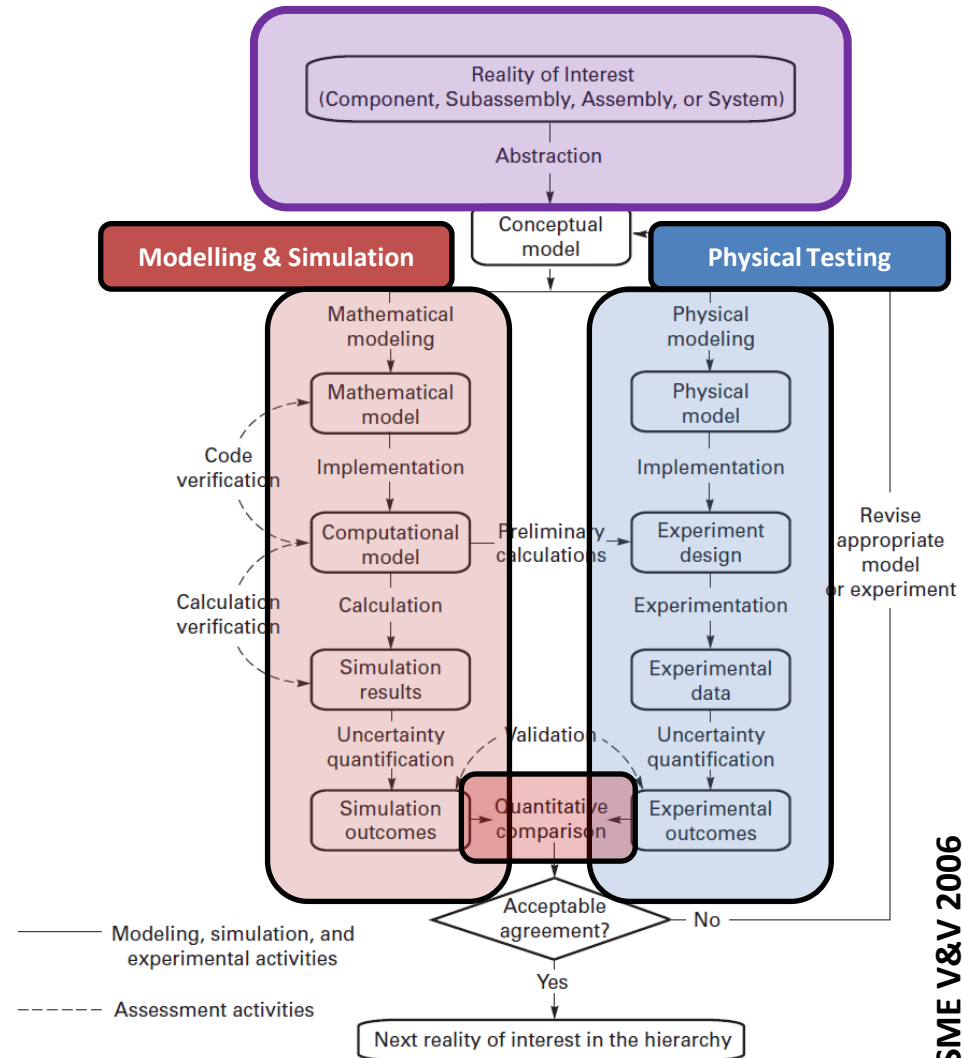 Reality of Interest
(Component, Subassembly, Assembly, or System)
Abstraction
Conceptual
model
Modelling & Simulation
Physical Testing
Mathematical
modeling
Mathematical
model
Code
verification
Implementation
Computational
model
Preliminary
calculations
Calculation
verification
Calculation
Simulation
results
Uncertainty
quantification
Simulation
outcomes
Physical
modeling
Physical
model
Implementation
Experiment
design
Experimentation
Experimental
data
Uncertainty
quantification
Experimental
outcomes
Revise
appropriate
model
or experiment
Validation
Quantitative
comparison
Acceptable
agreement?
No
Yes
Next reality of interest in the hierarchy
Modeling, simulation, and
experimental activities
Assessment activities
SME V&V 2006